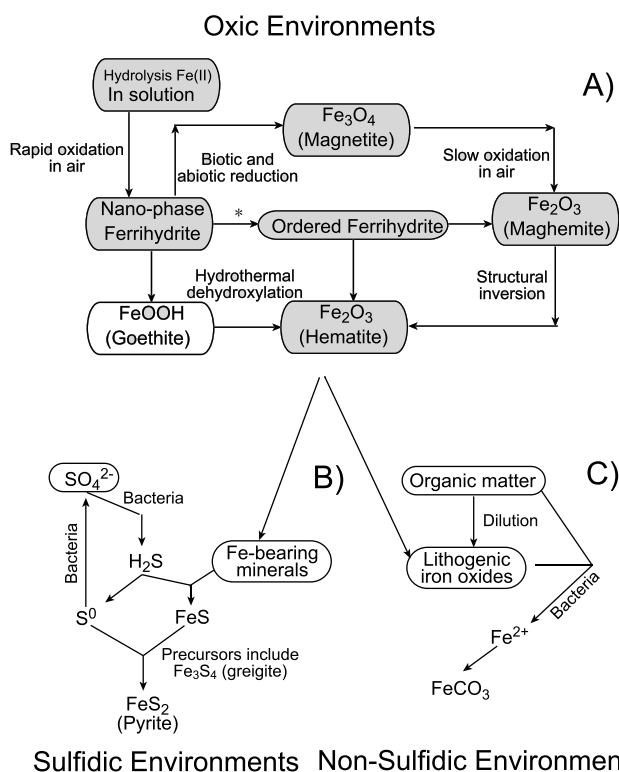 Oxic Environments
A)
Hydrolysis Fe(II)
In solution
Rapid oxidation
in air
Biotic and
abiotic reduction
Fe₃O₄
(Magnetite)
Slow oxidation
in air
Nano-phase
Ferrihydrite
*
Ordered Ferrihydrite
Fe₂O₃
(Maghemite)
Hydrothermal
dehydroxylation
Structural
inversion
FeOOH
(Goethite)
Fe₂O₃
(Hematite)
B)
SO₄²⁻
Bacteria
Bacteria
H₂S
Fe-bearing
minerals
S⁰
FeS
Precursors include
Fe₃S₄ (greigite)
FeS₂
(Pyrite)
Sulfidic Environments
C)
Organic matter
Dilution
Lithogenic
iron oxides
Bacteria
Fe²⁺
FeCO₃
Non-Sulfidic Environmen